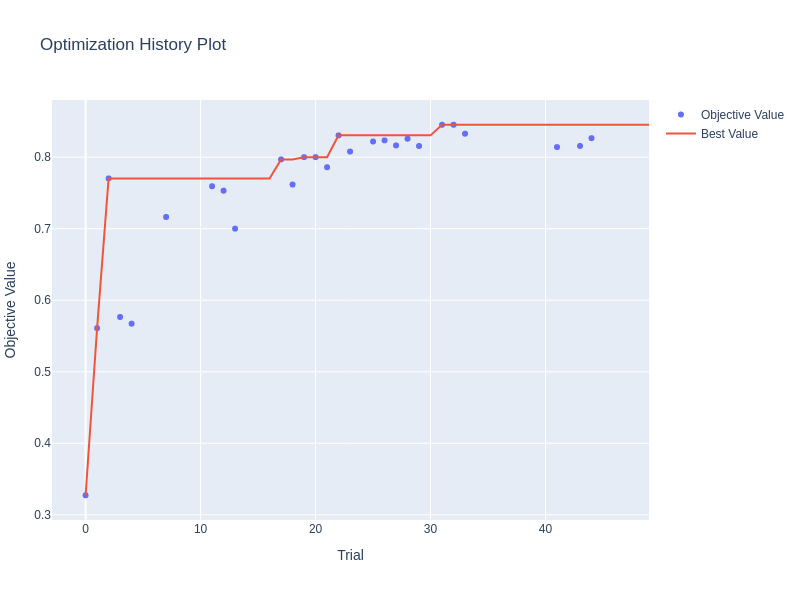 Optimization History Plot
Objective Value
Best Value
0.8
0.7
0.6
0.5
0.4
0.3
Objective Value
0
10
20
30
40
Trial